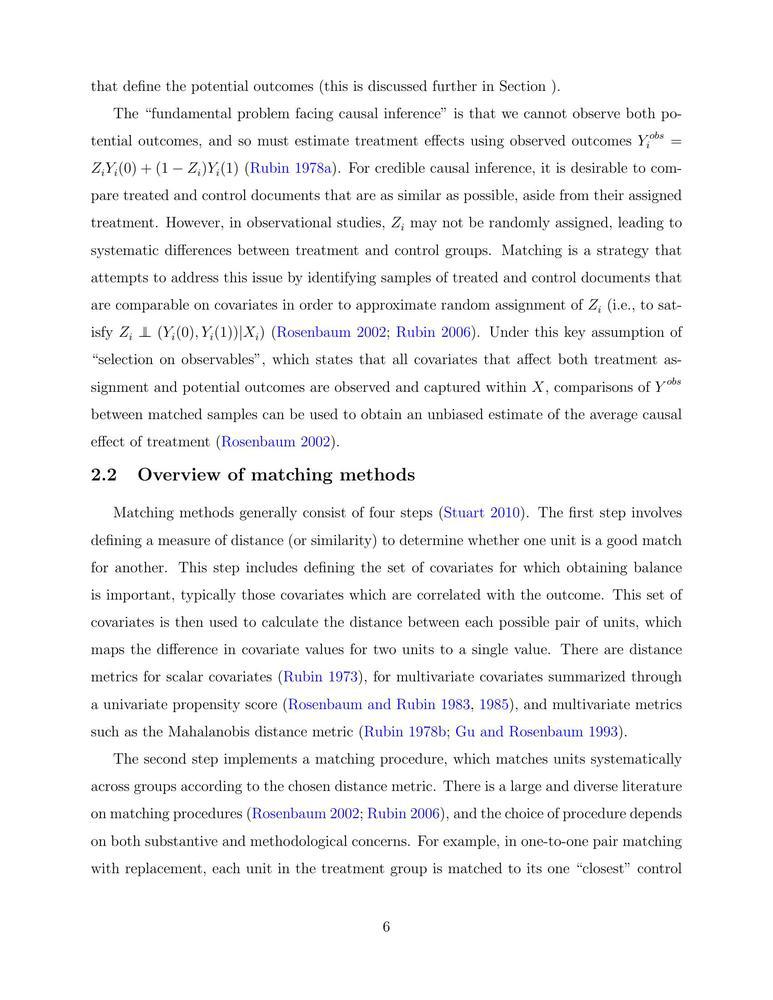 that define the potential outcomes (this is discussed further in Section ).
The “fundamental problem facing causal inference” is that we cannot observe both po-
tential outcomes, and so must estimate treatment effects using observed outcomes Y_i^{obs} =
Z_iY_i(0) + (1 − Z_i)Y_i(1) (Rubin 1978a). For credible causal inference, it is desirable to com-
pare treated and control documents that are as similar as possible, aside from their assigned
treatment. However, in observational studies, Z_i may not be randomly assigned, leading to
systematic differences between treatment and control groups. Matching is a strategy that
attempts to address this issue by identifying samples of treated and control documents that
are comparable on covariates in order to approximate random assignment of Z_i (i.e., to sat-
isfy Z_i ⫫ (Y_i(0), Y_i(1))|X_i) (Rosenbaum 2002; Rubin 2006). Under this key assumption of
“selection on observables”, which states that all covariates that affect both treatment as-
signment and potential outcomes are observed and captured within X, comparisons of Y^{obs}
between matched samples can be used to obtain an unbiased estimate of the average causal
effect of treatment (Rosenbaum 2002).
2.2 Overview of matching methods
Matching methods generally consist of four steps (Stuart 2010). The first step involves
defining a measure of distance (or similarity) to determine whether one unit is a good match
for another. This step includes defining the set of covariates for which obtaining balance
is important, typically those covariates which are correlated with the outcome. This set of
covariates is then used to calculate the distance between each possible pair of units, which
maps the difference in covariate values for two units to a single value. There are distance
metrics for scalar covariates (Rubin 1973), for multivariate covariates summarized through
a univariate propensity score (Rosenbaum and Rubin 1983, 1985), and multivariate metrics
such as the Mahalanobis distance metric (Rubin 1978b; Gu and Rosenbaum 1993).
The second step implements a matching procedure, which matches units systematically
across groups according to the chosen distance metric. There is a large and diverse literature
on matching procedures (Rosenbaum 2002; Rubin 2006), and the choice of procedure depends
on both substantive and methodological concerns. For example, in one-to-one pair matching
with replacement, each unit in the treatment group is matched to its one “closest” control
6